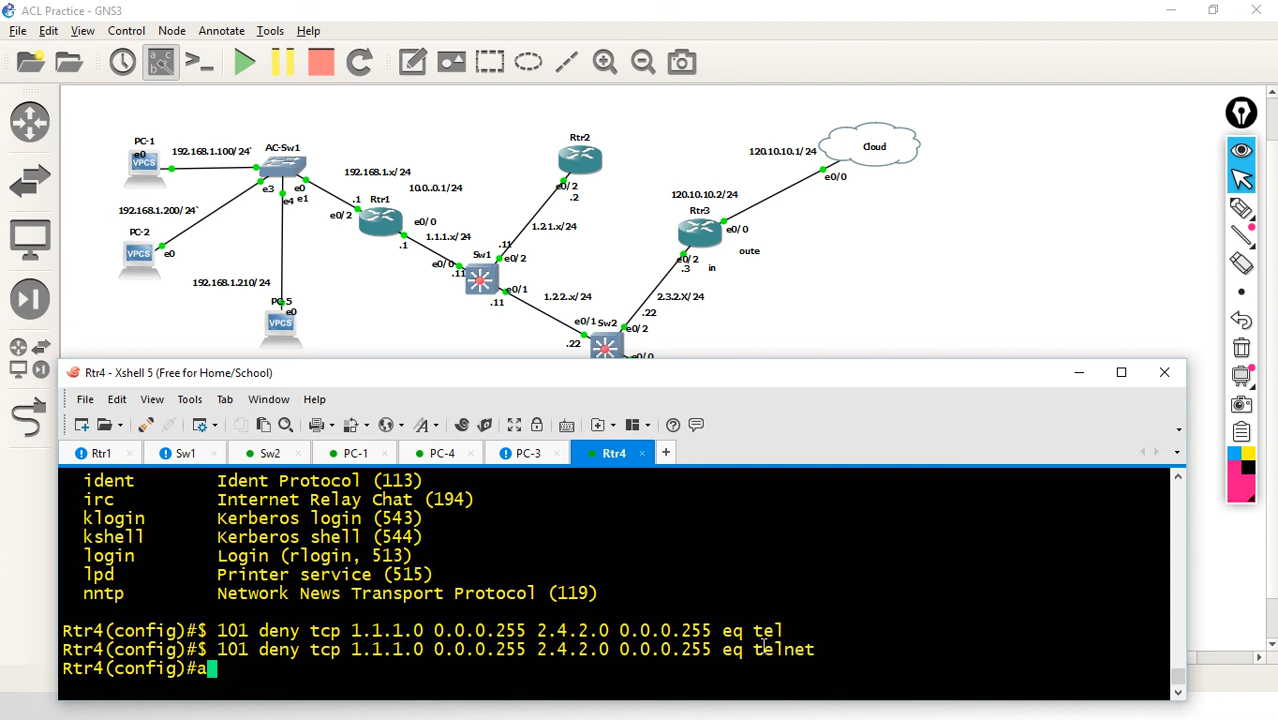 ACL Practice - GNS3
File Edit View Control Node Annotate Tools Help
PC-1
e0
VPCS
192.168.1.100/24`
AC-Sw1
e3
e4
e0
e1
192.168.1.x/24
192.168.1.200/24`
PC-2
VPCS
e0
.1
e0/2
Rtr1
10.0..0.1/24
e0/0
.1
1.1.1.x/24
192.168.1.210/24
PC-5
e0
VPCS
Rtr2
e0/2
.2
1.2.1.x/24
.11
Sw1
e0/2
e0/0
.11
e0/1
.11
1.2.2.x/24
e0/1
Sw2
.22
.22
e0/2
e0/0
Cloud
120.10.10.1/24
e0/0
120.10.10.2/24
Rtr3
e0/0
oute
e0/2
.3
in
2.3.2.X/24
Rtr4 - Xshell 5 (Free for Home/School)
File Edit View Tools Tab Window Help
Rtr1 Sw1 Sw2 PC-1 PC-4 PC-3 Rtr4
ident Ident Protocol (113)
irc Internet Relay Chat (194)
klogin Kerberos login (543)
kshell Kerberos shell (544)
login Login (rlogin, 513)
lpd Printer service (515)
nntp Network News Transport Protocol (119)
Rtr4(config)#$ 101 deny tcp 1.1.1.0 0.0.0.255 2.4.2.0 0.0.0.255 eq tel
Rtr4(config)#$ 101 deny tcp 1.1.1.0 0.0.0.255 2.4.2.0 0.0.0.255 eq telnet
Rtr4(config)#a